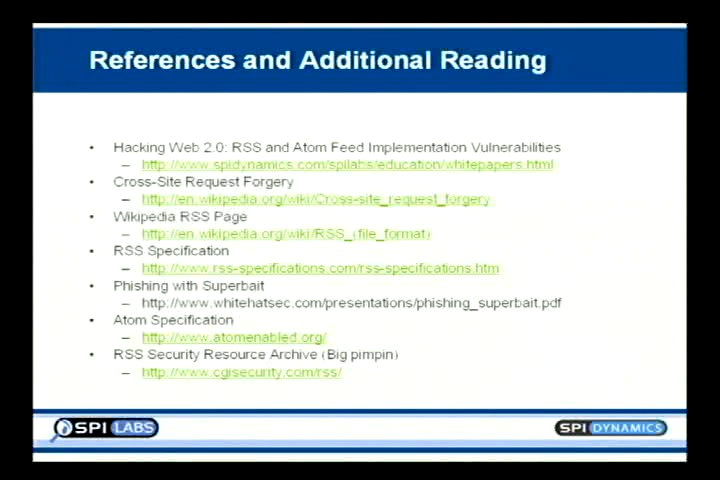 References and Additional Reading
• Hacking Web 2.0: RSS and Atom Feed Implementation Vulnerabilities
– http://www.spidynamics.com/spilabs/education/whitepapers.html
• Cross-Site Request Forgery
– http://en.wikipedia.org/wiki/Cross-site_request_forgery
• Wikipedia RSS Page
– http://en.wikipedia.org/wiki/RSS_(file_format)
• RSS Specification
– http://www.rss-specifications.com/rss-specifications.htm
• Phishing with Superbait
– http://www.whitehatsec.com/presentations/phishing_superbait.pdf
• Atom Specification
– http://www.atomenabled.org/
• RSS Security Resource Archive (Big pimpin)
– http://www.cgisecurity.com/rss/
SPI LABS
SPI DYNAMICS